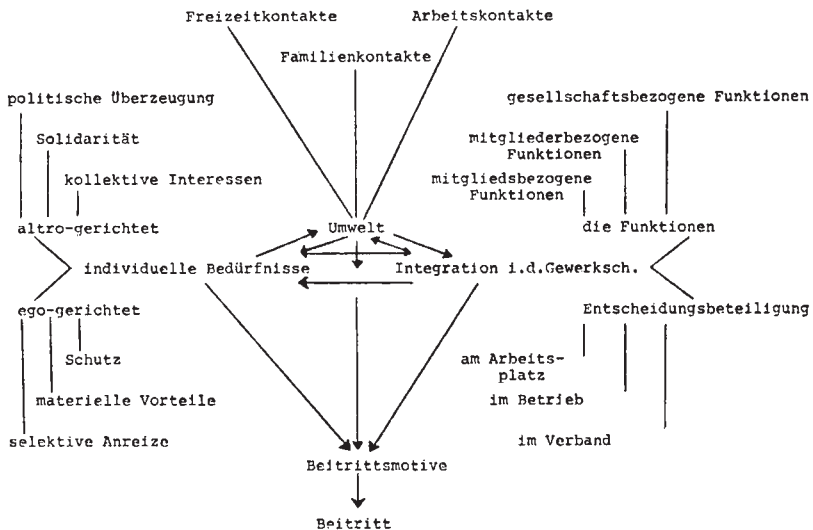 Freizeitkontakte Arbeitskontakte
Familienkontakte
politische Überzeugung gesellschaftsbezogene Funktionen
Solidarität mitgliederbezogene
Funktionen
kollektive Interessen mitgliedsbezogene
Funktionen
altro-gerichtet Umwelt die Funktionen
individuelle Bedürfnisse Integration i.d.Gewerksch.
ego-gerichtet Entscheidungsbeteiligung
Schutz am Arbeits-
platz
materielle Vorteile im Betrieb
selektive Anreize im Verband
Beitrittsmotive
Beitritt